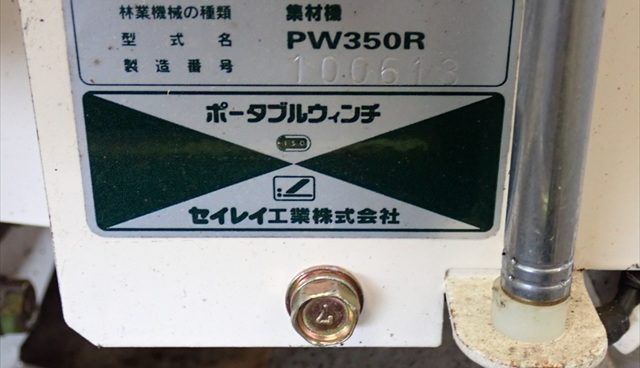 林業機械の種類 集材機
型式名 PW350R
製造番号 100613
ポータブルウィンチ
セイレイ工業株式会社